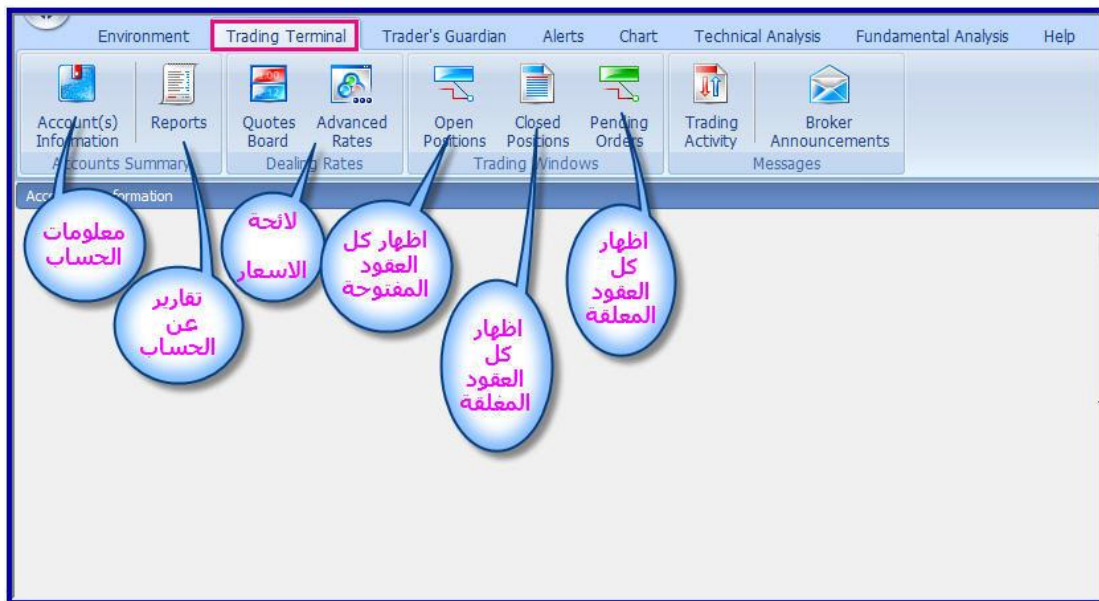 Environment Trading Terminal Trader's Guardian Alerts Chart Technical Analysis Fundamental Analysis Help
Account(s)
Information
Reports
Quotes
Board
Advanced
Rates
Open
Positions
Closed
Positions
Pending
Orders
Trading
Activity
Broker
Announcements
Accounts Summary
Dealing Rates
Trading Windows
Messages
معلومات
الحساب
تقارير
عن
الحساب
لائحة
الاسعار
اظهار كل
العقود
المفتوحة
اظهار
كل
العقود
المغلقة
اظهار
كل
العقود
المعلقة